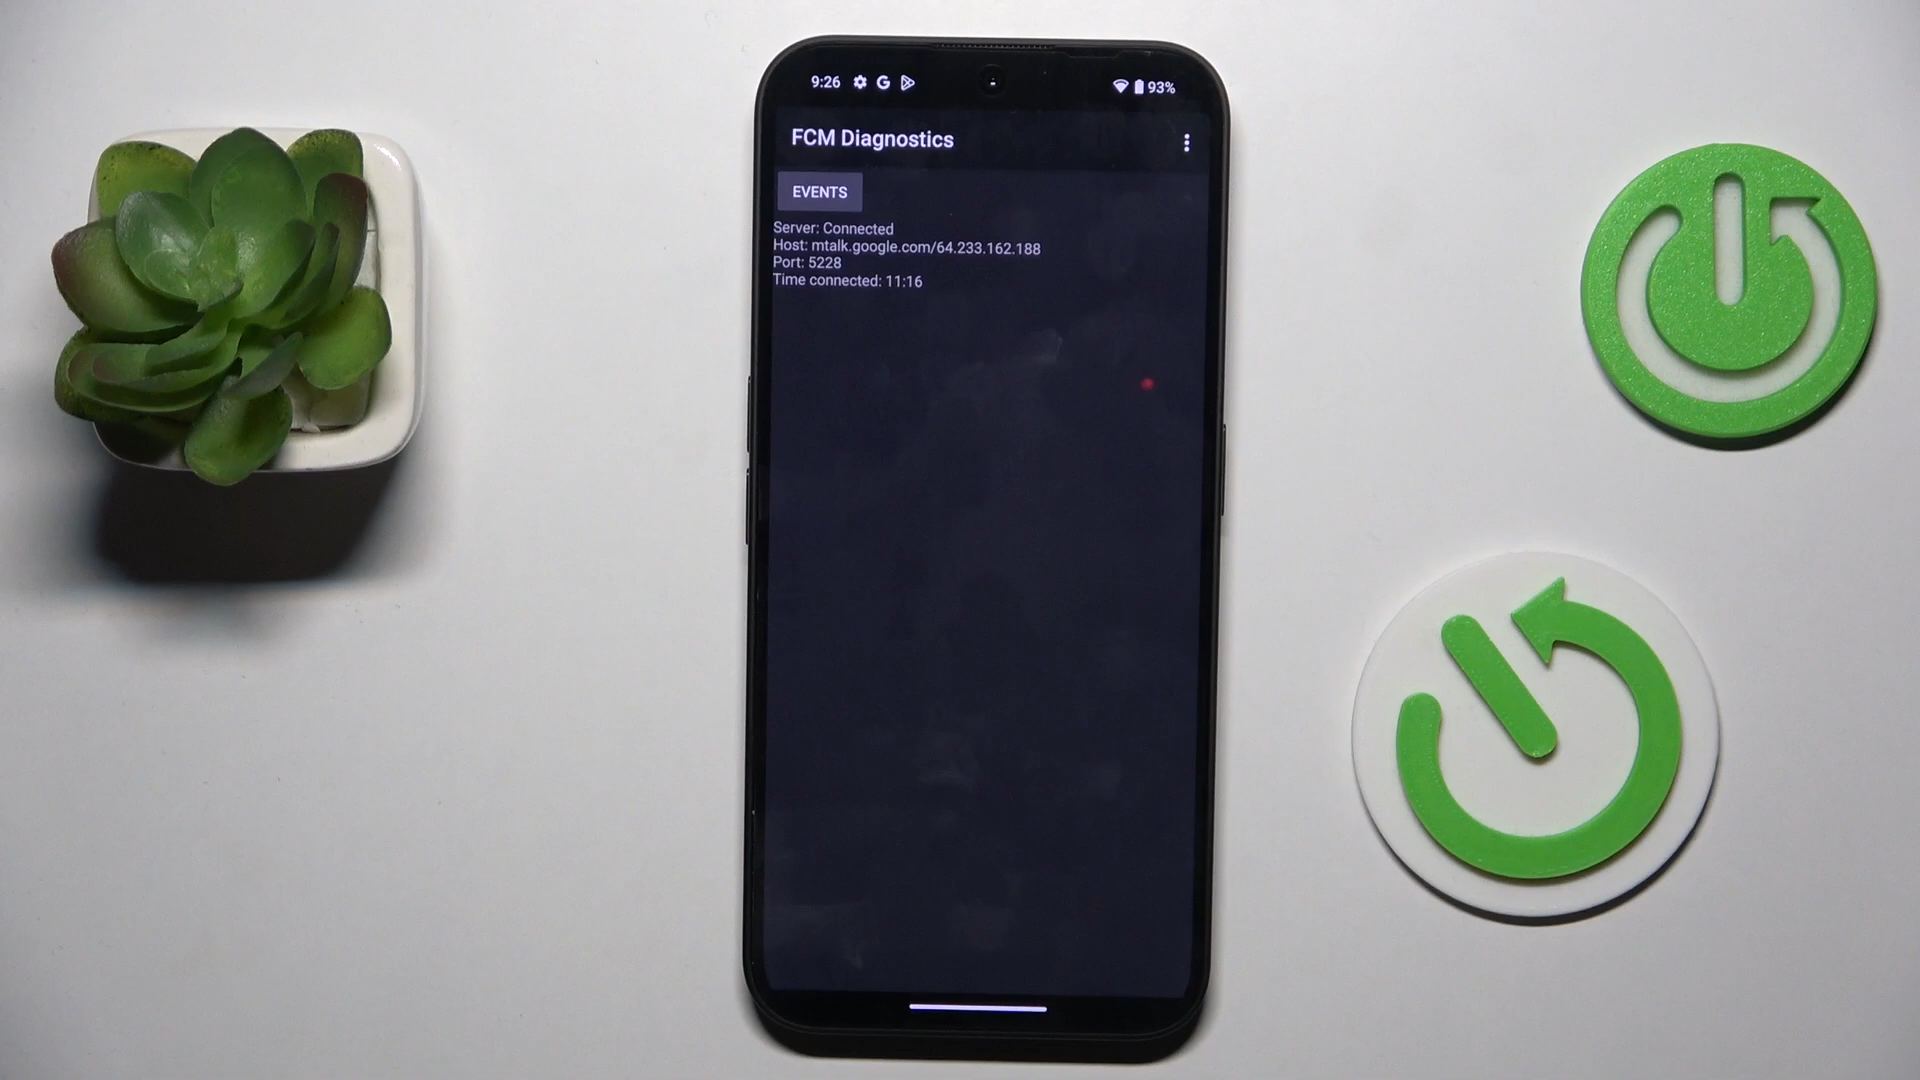 9:26 93%
FCM Diagnostics
EVENTS
Server: Connected
Host: mtalk.google.com/64.233.162.188
Port: 5228
Time connected: 11:16